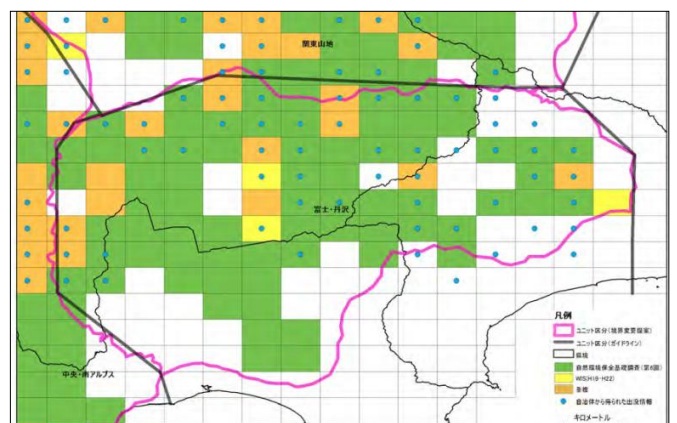 関東山地
富士・丹沢
中央・南アルプス
凡例
ユニット区分(境界変更提案)
ユニット区分(ガイドライン)
県境
自然環境保全基礎調査(第6回)
WIS(H19-H22)
重複
自治体から得られた出没情報
キロメートル